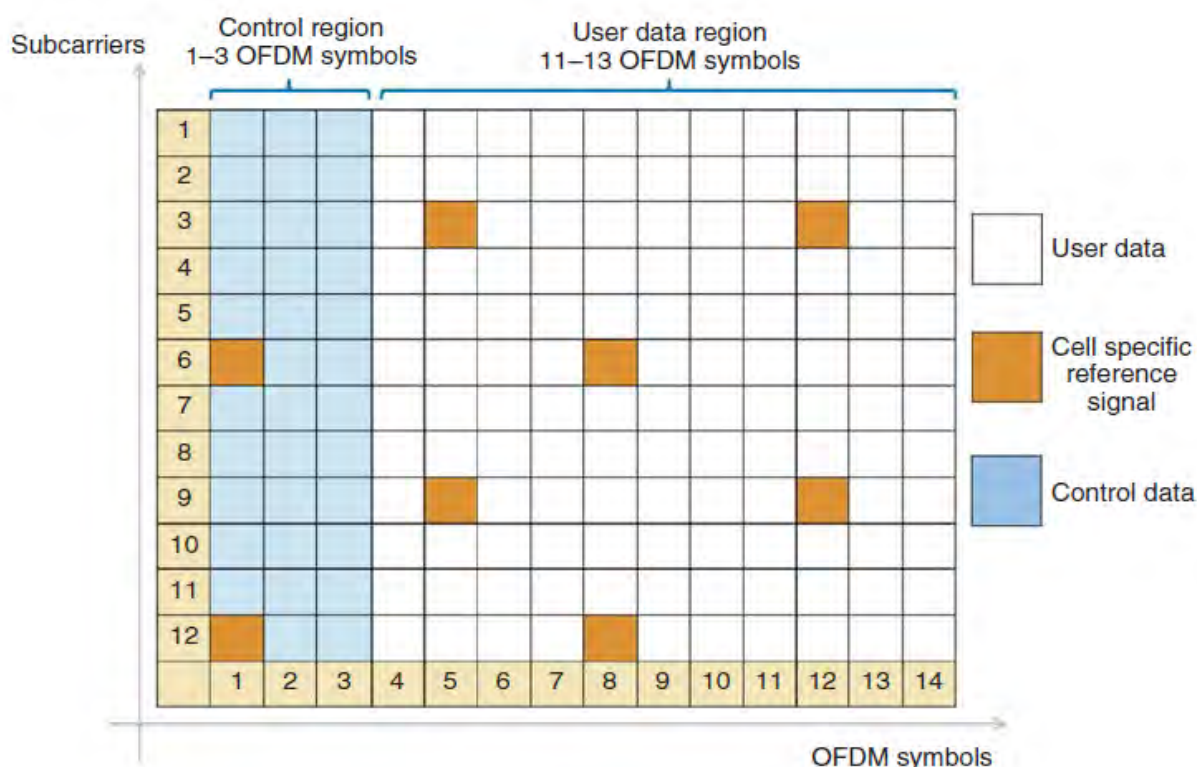 Subcarriers
Control region
1–3 OFDM symbols
User data region
11–13 OFDM symbols
1
2
3
4
5
6
7
8
9
10
11
12
1 2 3 4 5 6 7 8 9 10 11 12 13 14
OFDM symbols
User data
Cell specific
reference
signal
Control data